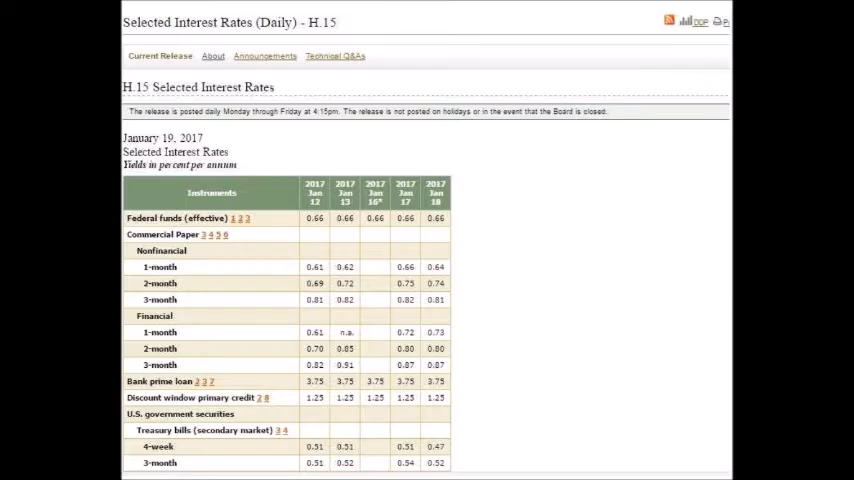 Selected Interest Rates (Daily) - H.15
DDP
Current Release About Announcements Technical Q&As
H.15 Selected Interest Rates
The release is posted daily Monday through Friday at 4:15pm. The release is not posted on holidays or in the event that the Board is closed.
January 19, 2017
Selected Interest Rates
Yields in percent per annum
Instruments 2017 Jan 12 2017 Jan 13 2017 Jan 16* 2017 Jan 17 2017 Jan 18
Federal funds (effective) 1 2 3 0.66 0.66 0.66 0.66 0.66
Commercial Paper 3 4 5 6
Nonfinancial
1-month 0.61 0.62 0.66 0.64
2-month 0.69 0.72 0.75 0.74
3-month 0.81 0.82 0.82 0.81
Financial
1-month 0.61 n.a. 0.72 0.73
2-month 0.70 0.85 0.80 0.80
3-month 0.82 0.91 0.87 0.87
Bank prime loan 2 3 7 3.75 3.75 3.75 3.75 3.75
Discount window primary credit 2 8 1.25 1.25 1.25 1.25 1.25
U.S. government securities
Treasury bills (secondary market) 3 4
4-week 0.51 0.51 0.51 0.47
3-month 0.51 0.52 0.54 0.52